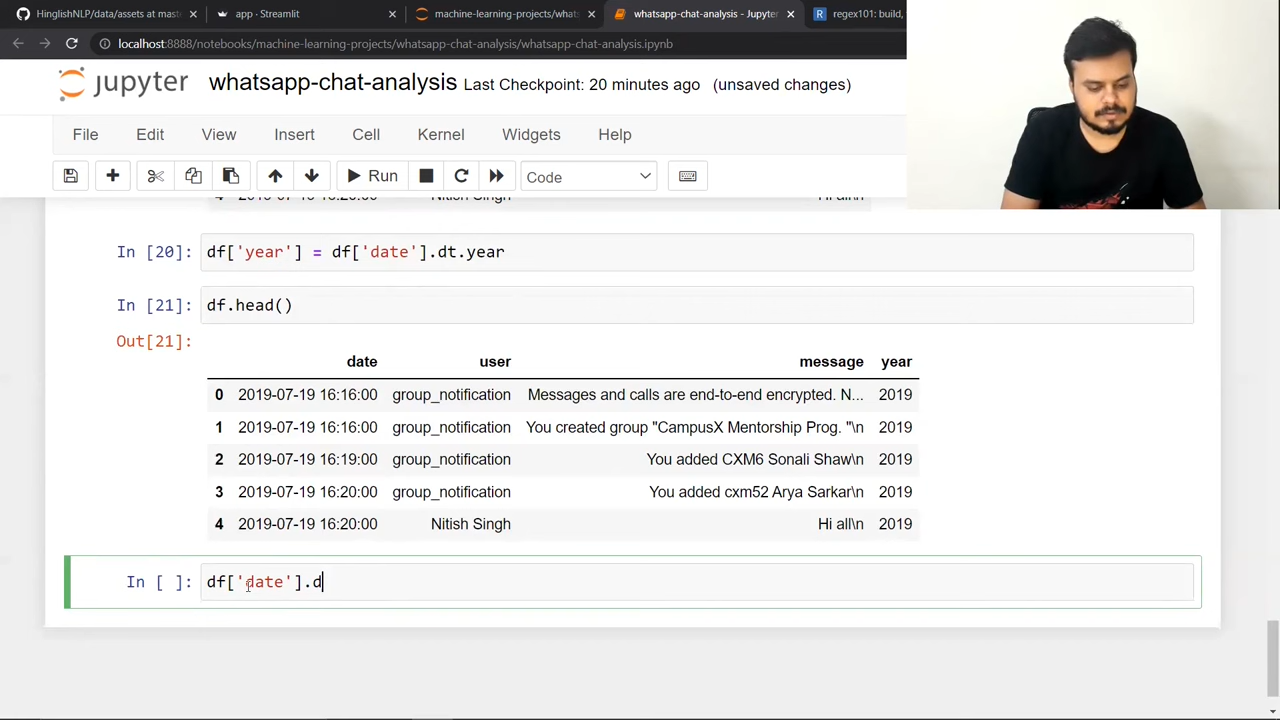 HinglishNLP/data/assets at mast
app · Streamlit
machine-learning-projects/whats
whatsapp-chat-analysis - Jupyter
regex101: build,
localhost:8888/notebooks/machine-learning-projects/whatsapp-chat-analysis/whatsapp-chat-analysis.ipynb
jupyter whatsapp-chat-analysis Last Checkpoint: 20 minutes ago (unsaved changes)
File Edit View Insert Cell Kernel Widgets Help
Run Code
In [20]: df['year'] = df['date'].dt.year
In [21]: df.head()
Out[21]:
date user message year
0 2019-07-19 16:16:00 group_notification Messages and calls are end-to-end encrypted. N... 2019
1 2019-07-19 16:16:00 group_notification You created group "CampusX Mentorship Prog. "\n 2019
2 2019-07-19 16:19:00 group_notification You added CXM6 Sonali Shaw\n 2019
3 2019-07-19 16:20:00 group_notification You added cxm52 Arya Sarkar\n 2019
4 2019-07-19 16:20:00 Nitish Singh Hi all\n 2019
In [ ]: df['date'].d